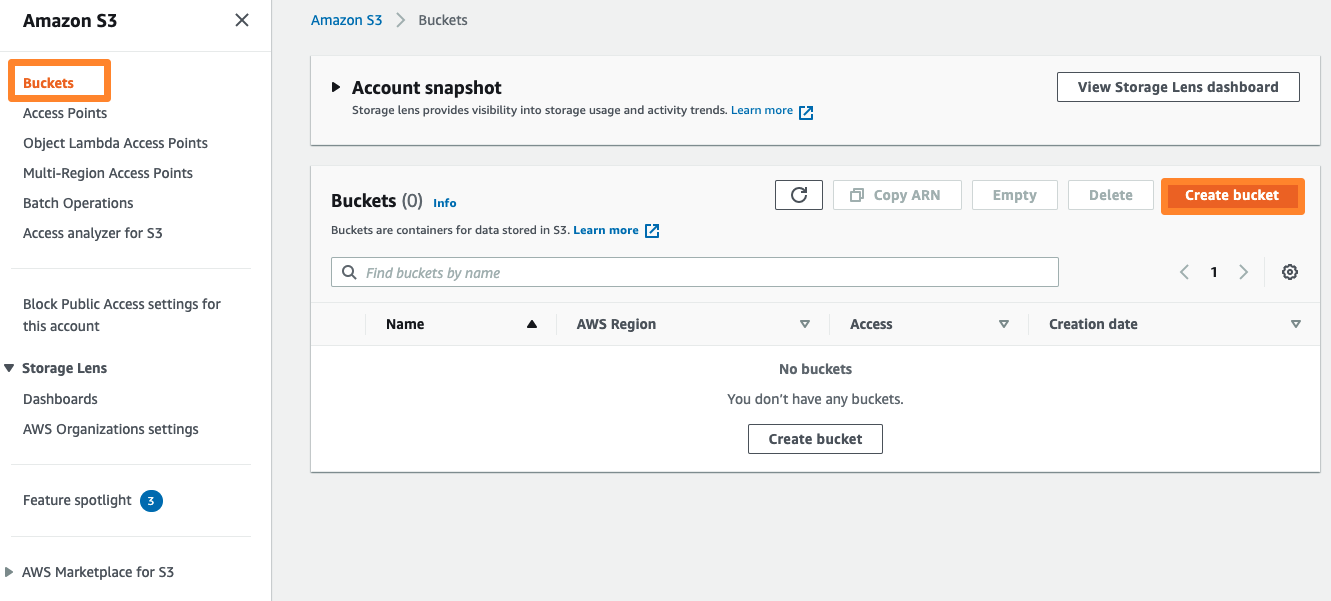 Amazon S3
Buckets
Access Points
Object Lambda Access Points
Multi-Region Access Points
Batch Operations
Access analyzer for S3
Block Public Access settings for
this account
Storage Lens
Dashboards
AWS Organizations settings
Feature spotlight 3
AWS Marketplace for S3
Amazon S3 Buckets
Account snapshot
Storage lens provides visibility into storage usage and activity trends. Learn more
View Storage Lens dashboard
Buckets (0) Info
Buckets are containers for data stored in S3. Learn more
Copy ARN Empty Delete Create bucket
Find buckets by name
1
Name AWS Region Access Creation date
No buckets
You don’t have any buckets.
Create bucket